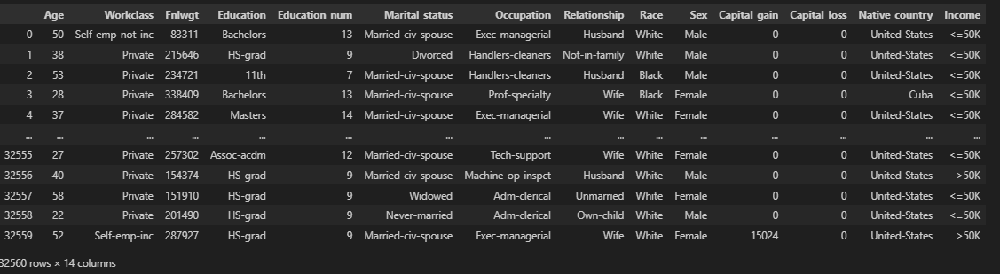 Age Workclass Fnlwgt Education Education_num Marital_status Occupation Relationship Race Sex Capital_gain Capital_loss Native_country Income
0 50 Self-emp-not-inc 83311 Bachelors 13 Married-civ-spouse Exec-managerial Husband White Male 0 0 United-States <=50K
1 38 Private 215646 HS-grad 9 Divorced Handlers-cleaners Not-in-family White Male 0 0 United-States <=50K
2 53 Private 234721 11th 7 Married-civ-spouse Handlers-cleaners Husband Black Male 0 0 United-States <=50K
3 28 Private 338409 Bachelors 13 Married-civ-spouse Prof-specialty Wife Black Female 0 0 Cuba <=50K
4 37 Private 284582 Masters 14 Married-civ-spouse Exec-managerial Wife White Female 0 0 United-States <=50K
... ... ... ... ... ... ... ... ... ... ... ... ... ... ...
32555 27 Private 257302 Assoc-acdm 12 Married-civ-spouse Tech-support Wife White Female 0 0 United-States <=50K
32556 40 Private 154374 HS-grad 9 Married-civ-spouse Machine-op-inspct Husband White Male 0 0 United-States >50K
32557 58 Private 151910 HS-grad 9 Widowed Adm-clerical Unmarried White Female 0 0 United-States <=50K
32558 22 Private 201490 HS-grad 9 Never-married Adm-clerical Own-child White Male 0 0 United-States <=50K
32559 52 Self-emp-inc 287927 HS-grad 9 Married-civ-spouse Exec-managerial Wife White Female 15024 0 United-States >50K
32560 rows × 14 columns